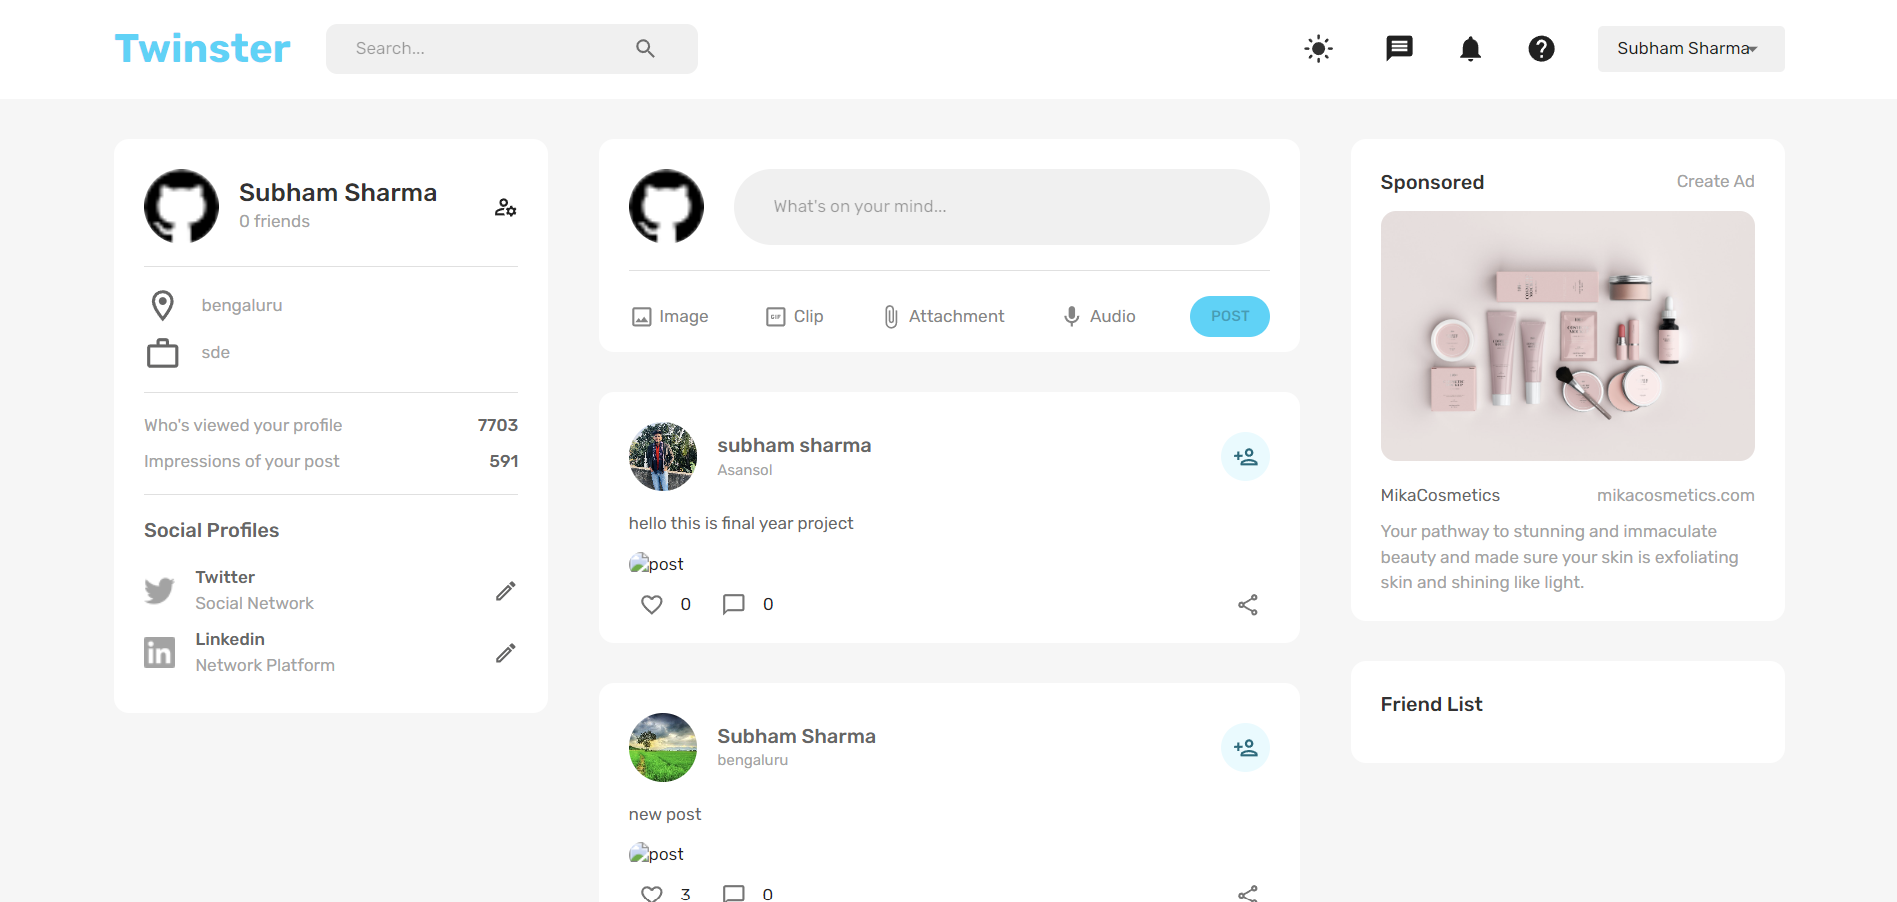 Twinster
Search...
Subham Sharma
Subham Sharma
0 friends
bengaluru
sde
Who's viewed your profile 7703
Impressions of your post 591
Social Profiles
Twitter
Social Network
Linkedin
Network Platform
What's on your mind...
Image GIF Clip Attachment Audio POST
subham sharma
Asansol
hello this is final year project
post
0 0
Subham Sharma
bengaluru
new post
post
3 0
Sponsored Create Ad
MikaCosmetics mikacosmetics.com
Your pathway to stunning and immaculate
beauty and made sure your skin is exfoliating
skin and shining like light.
Friend List